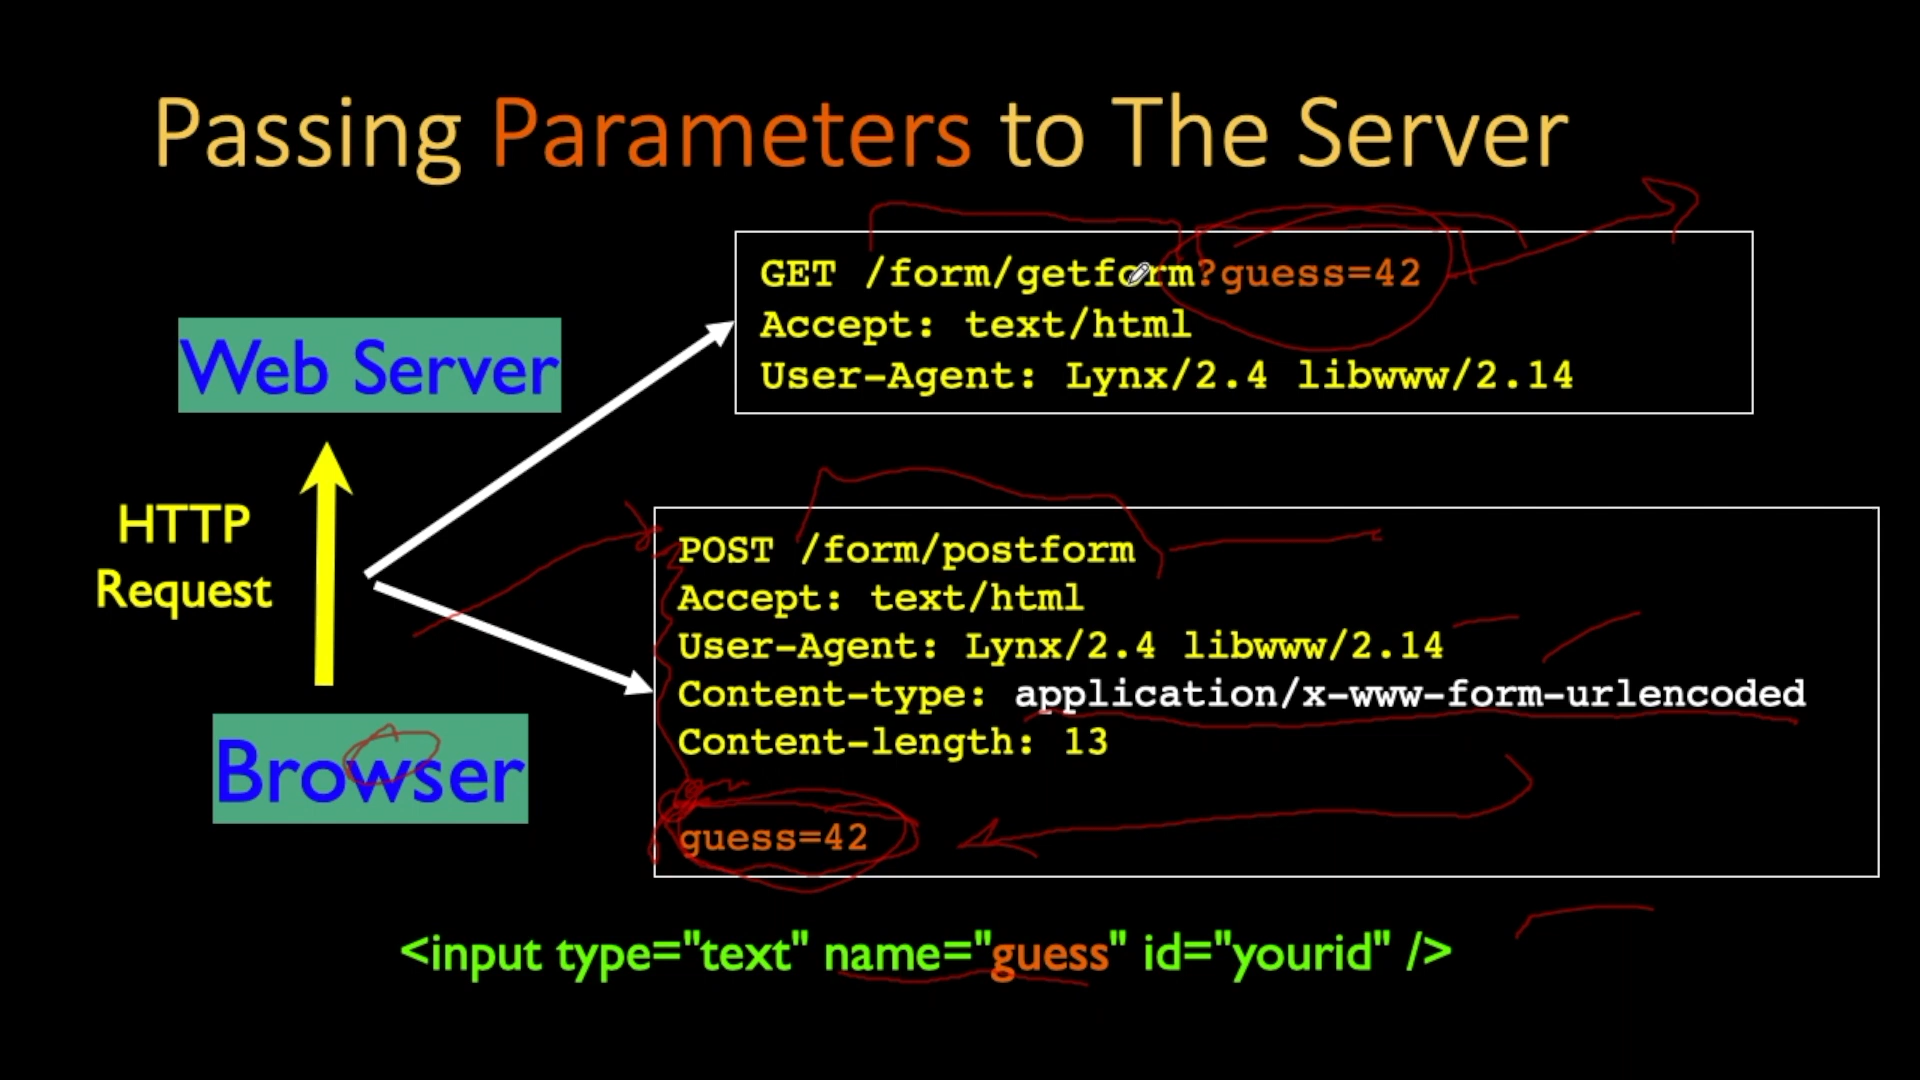 Passing Parameters to The Server
GET /form/getform?guess=42
Accept: text/html
User-Agent: Lynx/2.4 libwww/2.14
Web Server
HTTP
Request
Browser
POST /form/postform
Accept: text/html
User-Agent: Lynx/2.4 libwww/2.14
Content-type: application/x-www-form-urlencoded
Content-length: 13
guess=42
<input type="text" name="guess" id="yourid" />